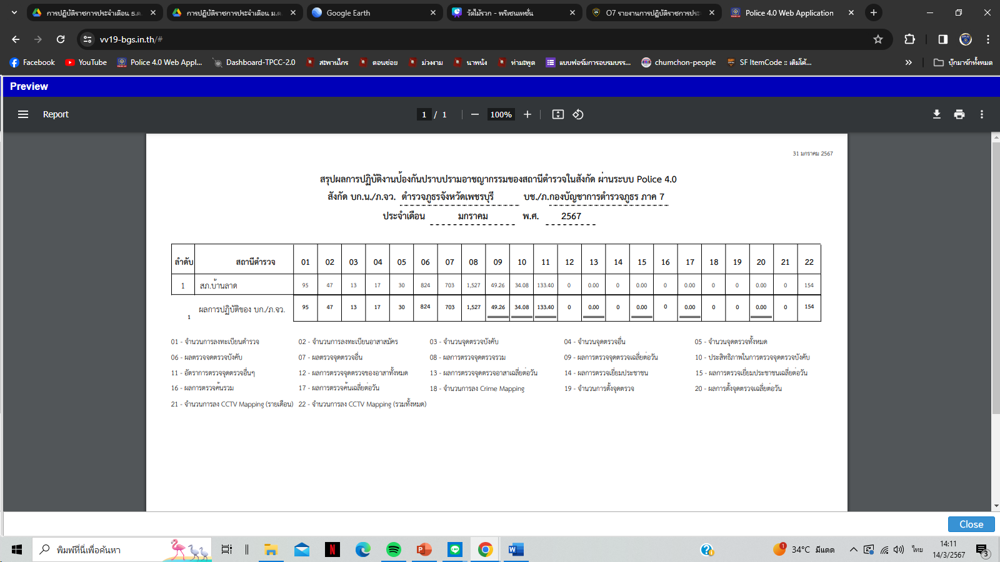 การปฏิบัติราชการประจำเดือน ธ.ค.
การปฏิบัติราชการประจำเดือน ม.ค.
Google Earth
วัดไม้รวก - พรีเซนเทชั่น
O7 รายงานการปฏิบัติราชการประ
Police 4.0 Web Application
vv19-bgs.in.th/#
Facebook
YouTube
Police 4.0 Web Appl...
Dashboard-TPCC-2.0
สะพานไกร
ดอนซ่อย
ม่วงงาม
นาพนัง
ท่ามะพูด
แบบฟอร์มการอบรมบรร...
chumchon-people
SF ItemCode :: เติมโค้...
บุ๊กมาร์กทั้งหมด
Preview
Report
1 / 1
100%
31 มกราคม 2567
สรุปผลการปฏิบัติงานป้องกันปราบปรามอาชญากรรมของสถานีตำรวจในสังกัด ผ่านระบบ Police 4.0
สังกัด บก.น./ภ.จว. ตำรวจภูธรจังหวัดเพชรบุรี บช./ภ.กองบัญชาการตำรวจภูธร ภาค 7
ประจำเดือน มกราคม พ.ศ. 2567
ลำดับ สถานีตำรวจ 01 02 03 04 05 06 07 08 09 10 11 12 13 14 15 16 17 18 19 20 21 22
1 สภ.บ้านลาด 95 47 13 17 30 824 703 1,527 49.26 34.08 133.40 0 0.00 0 0.00 0 0.00 0 0 0.00 0 154
1 ผลการปฏิบัติของ บก./ภ.จว. 95 47 13 17 30 824 703 1,527 49.26 34.08 133.40 0 0.00 0 0.00 0 0.00 0 0 0.00 0 154
01 - จำนวนการลงทะเบียนตำรวจ 02 - จำนวนการลงทะเบียนอาสาสมัคร 03 - จำนวนจุดตรวจบังคับ 04 - จำนวนจุดตรวจอื่น 05 - จำนวนจุดตรวจทั้งหมด
06 - ผลตรวจจุดตรวจบังคับ 07 - ผลตรวจจุดตรวจอื่น 08 - ผลการตรวจจุดตรวจรวม 09 - ผลการตรวจจุดตรวจเฉลี่ยต่อวัน 10 - ประสิทธิภาพในการตรวจจุดตรวจบังคับ
11 - อัตราการตรวจจุดตรวจอื่นๆ 12 - ผลการตรวจจุดตรวจของอาสาทั้งหมด 13 - ผลการตรวจจุดตรวจอาสาเฉลี่ยต่อวัน 14 - ผลการตรวจเยี่ยมประชาชน 15 - ผลการตรวจเยี่ยมประชาชนเฉลี่ยต่อวัน
16 - ผลการตรวจค้นรวม 17 - ผลการตรวจค้นเฉลี่ยต่อวัน 18 - จำนวนการลง Crime Mapping 19 - จำนวนการตั้งจุดตรวจ 20 - ผลการตั้งจุดตรวจเฉลี่ยต่อวัน
21 - จำนวนการลง CCTV Mapping (รายเดือน) 22 - จำนวนการลง CCTV Mapping (รวมทั้งหมด)
Close
พิมพ์ที่นี่เพื่อค้นหา
34°C มีแดด
ไทย
14:11
14/3/2567
3